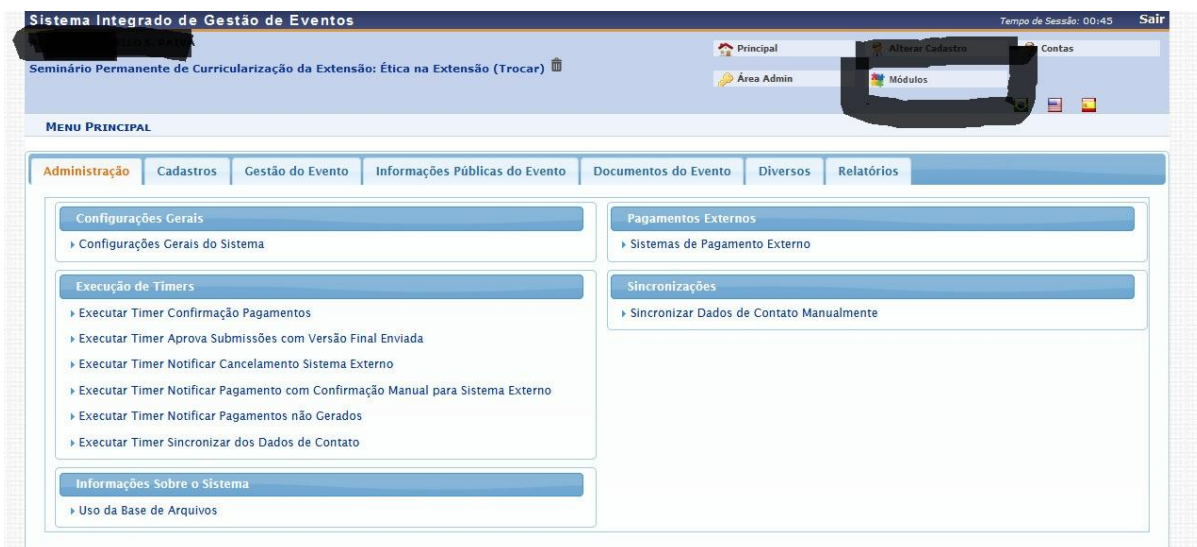 Sistema Integrado de Gestão de Eventos
Tempo de Sessão: 00:45 Sair
Seminário Permanente de Curricularização da Extensão: Ética na Extensão (Trocar)
Principal Alterar Cadastro Contas
Área Admin Módulos
MENU PRINCIPAL
Administração Cadastros Gestão do Evento Informações Públicas do Evento Documentos do Evento Diversos Relatórios
Configurações Gerais
Configurações Gerais do Sistema
Execução de Timers
Executar Timer Confirmação Pagamentos
Executar Timer Aprova Submissões com Versão Final Enviada
Executar Timer Notificar Cancelamento Sistema Externo
Executar Timer Notificar Pagamento com Confirmação Manual para Sistema Externo
Executar Timer Notificar Pagamentos não Gerados
Executar Timer Sincronizar dos Dados de Contato
Informações Sobre o Sistema
Uso da Base de Arquivos
Pagamentos Externos
Sistemas de Pagamento Externo
Sincronizações
Sincronizar Dados de Contato Manualmente